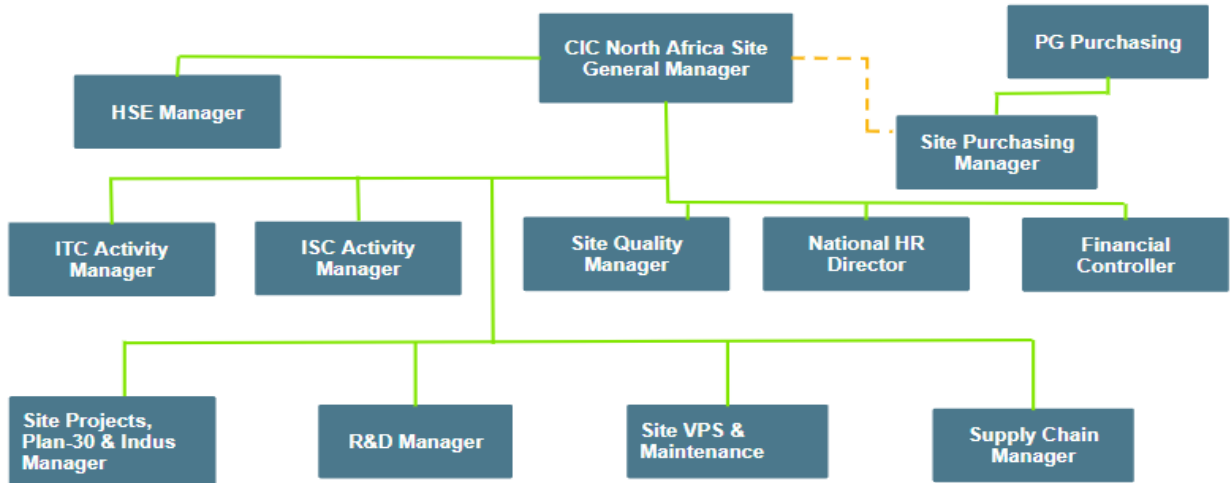 CIC North Africa Site
General Manager
PG Purchasing
HSE Manager
Site Purchasing
Manager
ITC Activity
Manager
ISC Activity
Manager
Site Quality
Manager
National HR
Director
Financial
Controller
Site Projects,
Plan-30 & Indus
Manager
R&D Manager
Site VPS &
Maintenance
Supply Chain
Manager